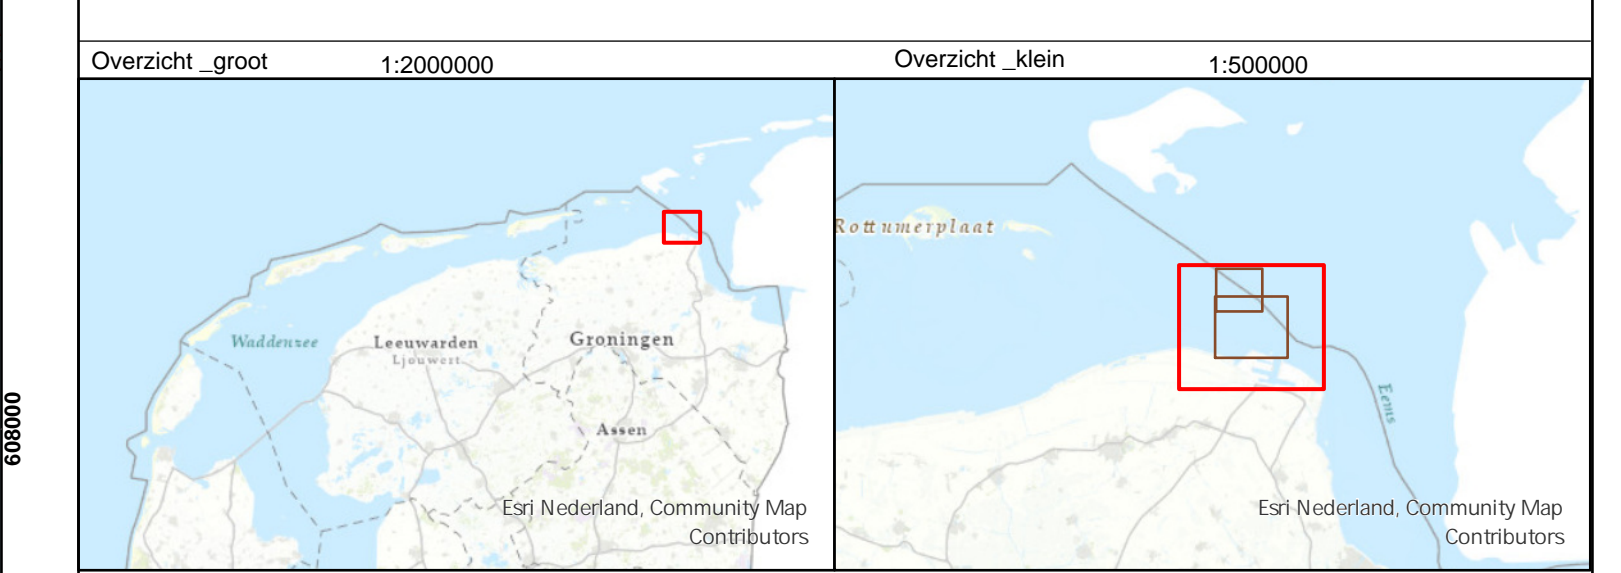 Overzicht _groot 1:2000000
Overzicht _klein 1:500000
608000
Waddenzee
Leeuwarden
Ljouwert
Groningen
Assen
Esri Nederland, Community Map
Contributors
Rottumerplaat
Eems
Esri Nederland, Community Map
Contributors